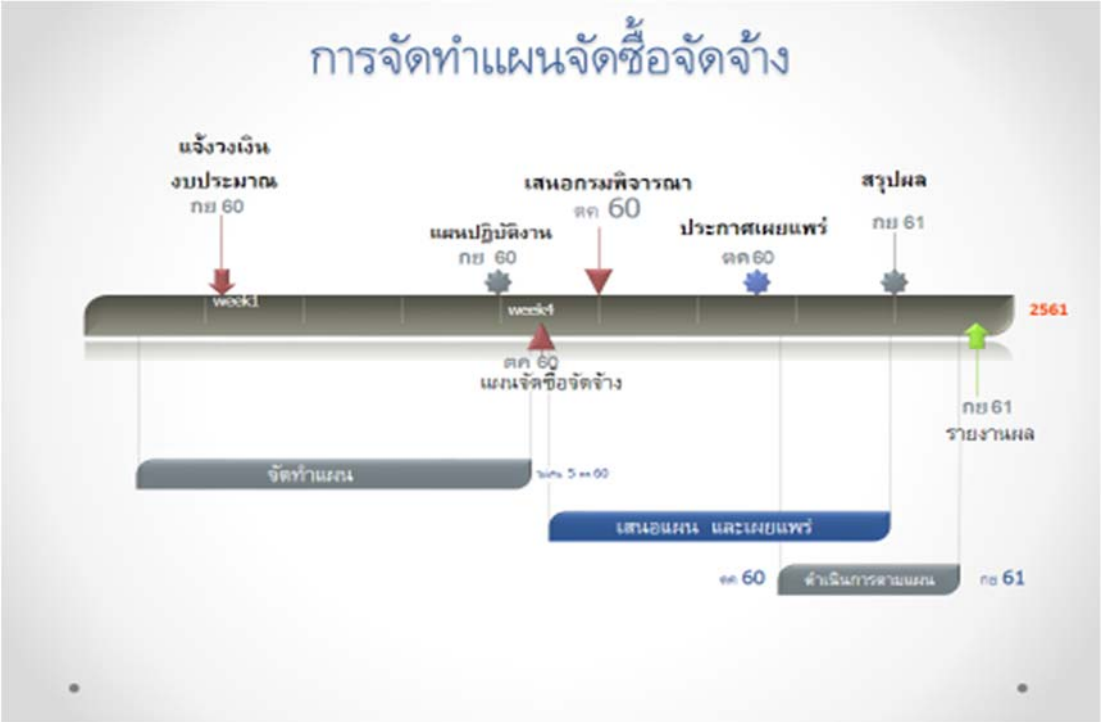 การจัดทำแผนจัดซื้อจัดจ้าง
แจ้งวงเงิน
งบประมาณ
กย 60
แผนปฏิบัติงาน
กย 60
เสนอกรมพิจารณา
ตค 60
ประกาศเผยแพร่
ตค 60
สรุปผล
กย 61
week1
week4
2561
ตค 60
แผนจัดซื้อจัดจ้าง
กย 61
รายงานผล
จัดทำแผน
5 ตค 60
เสนอแผน และเผยแพร่
ตค 60
ดำเนินการตามแผน
กย 61